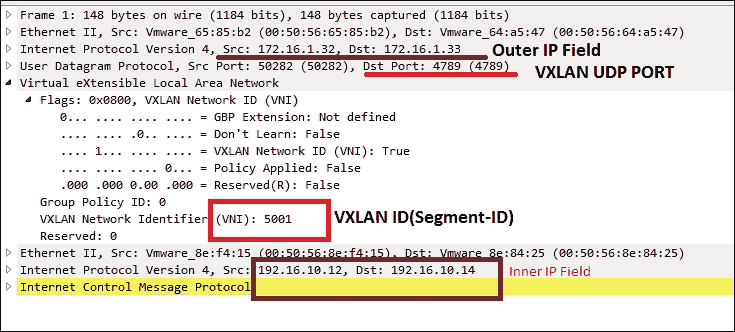 Frame 1: 148 bytes on wire (1184 bits), 148 bytes captured (1184 bits)
Ethernet II, Src: Vmware_65:85:b2 (00:50:56:65:85:b2), Dst: Vmware_64:a5:47 (00:50:56:64:a5:47)
Internet Protocol Version 4, Src: 172.16.1.32, Dst: 172.16.1.33 Outer IP Field
User Datagram Protocol, Src Port: 50282 (50282), Dst Port: 4789 (4789) VXLAN UDP PORT
Virtual eXtensible Local Area Network
Flags: 0x0800, VXLAN Network ID (VNI)
0... .... .... .... = GBP Extension: Not defined
.... .... .0.. .... = Don't Learn: False
.... 1... .... .... = VXLAN Network ID (VNI): True
.... .... .... 0... = Policy Applied: False
.000 .000 0.00 .000 = Reserved(R): False
Group Policy ID: 0
VXLAN Network Identifier (VNI): 5001 VXLAN ID(Segment-ID)
Reserved: 0
Ethernet II, Src: Vmware_8e:f4:15 (00:50:56:8e:f4:15), Dst: Vmware_8e:84:25 (00:50:56:8e:84:25)
Internet Protocol Version 4, Src: 192.16.10.12, Dst: 192.16.10.14 Inner IP Field
Internet Control Message Protocol